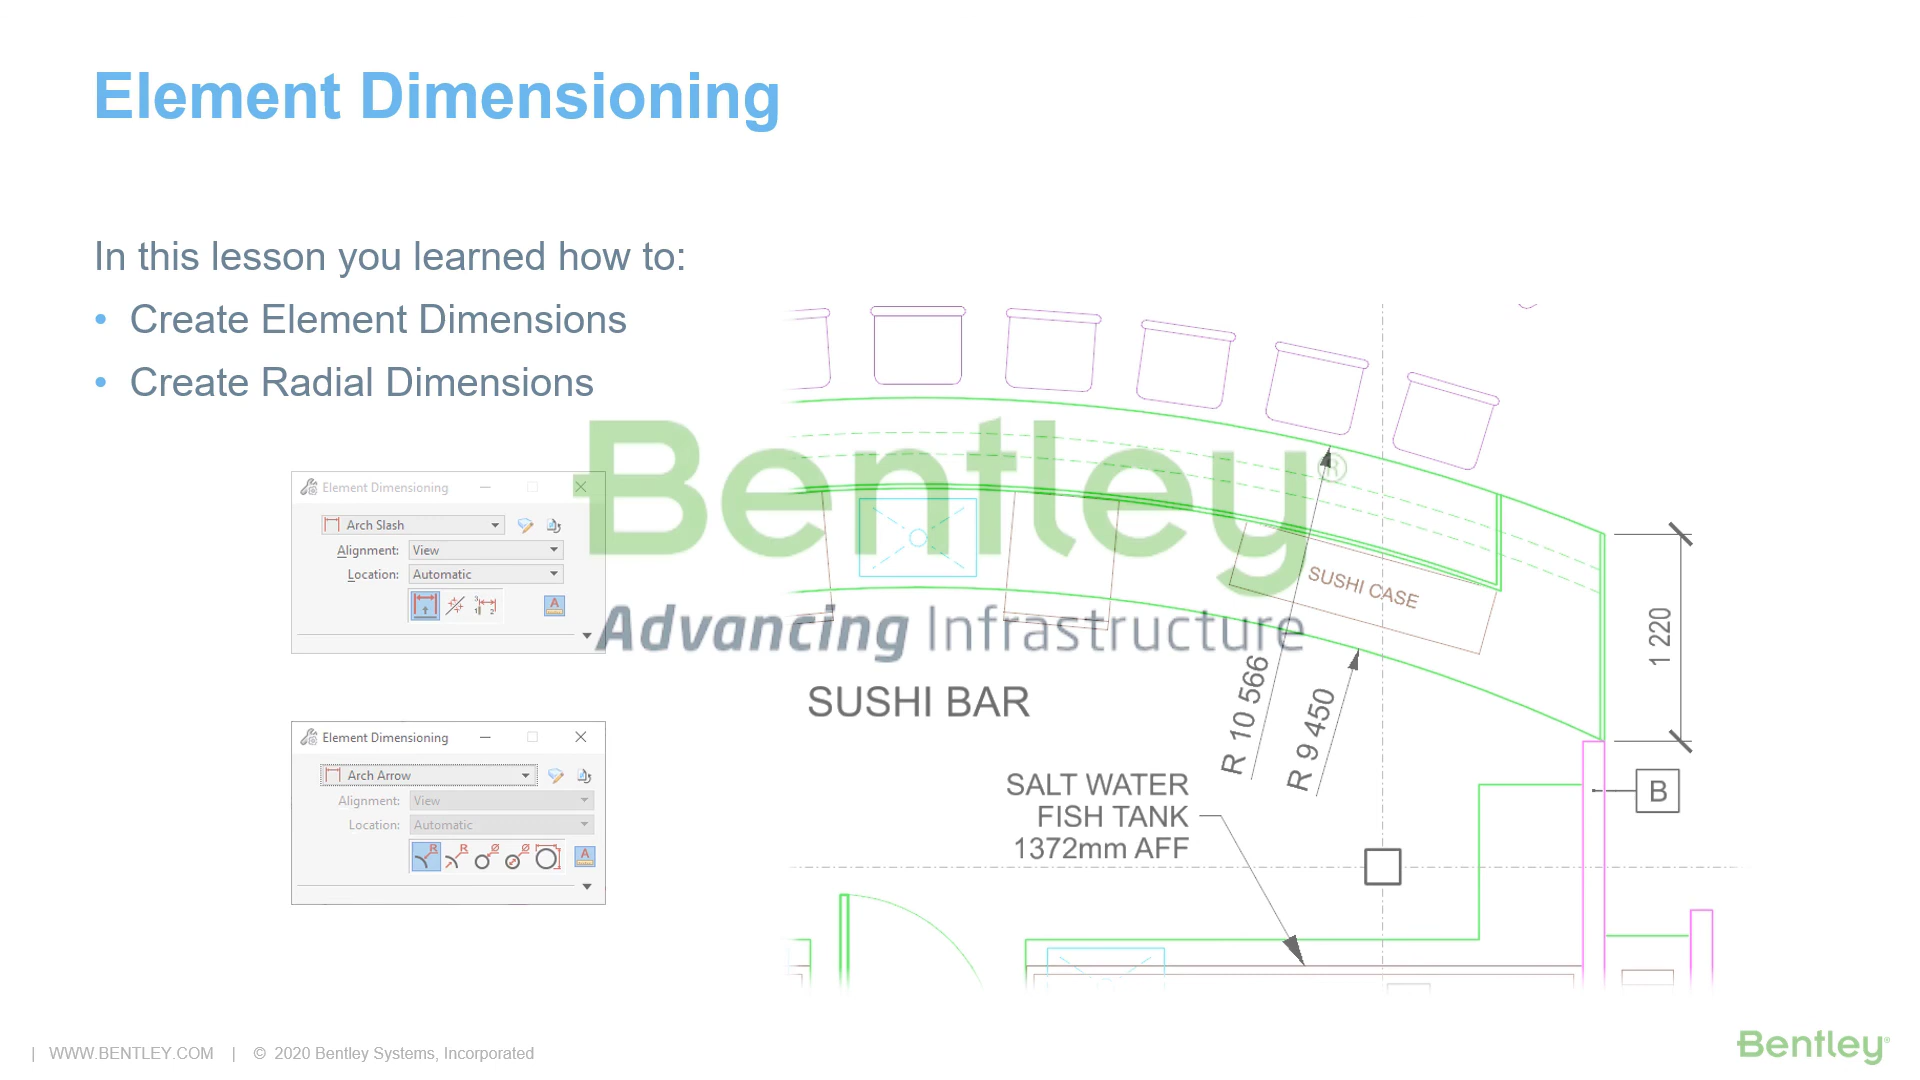 Element Dimensioning
In this lesson you learned how to:
• Create Element Dimensions
• Create Radial Dimensions
Bentley®
Advancing Infrastructure
Element Dimensioning
Arch Slash
Alignment: View
Location: Automatic
A
Element Dimensioning
Arch Arrow
Alignment: View
Location: Automatic
A
SUSHI CASE
1 220
R 10 566
R 9 450
SUSHI BAR
SALT WATER
FISH TANK
1372mm AFF
B
| WWW.BENTLEY.COM | © 2020 Bentley Systems, Incorporated
Bentley®